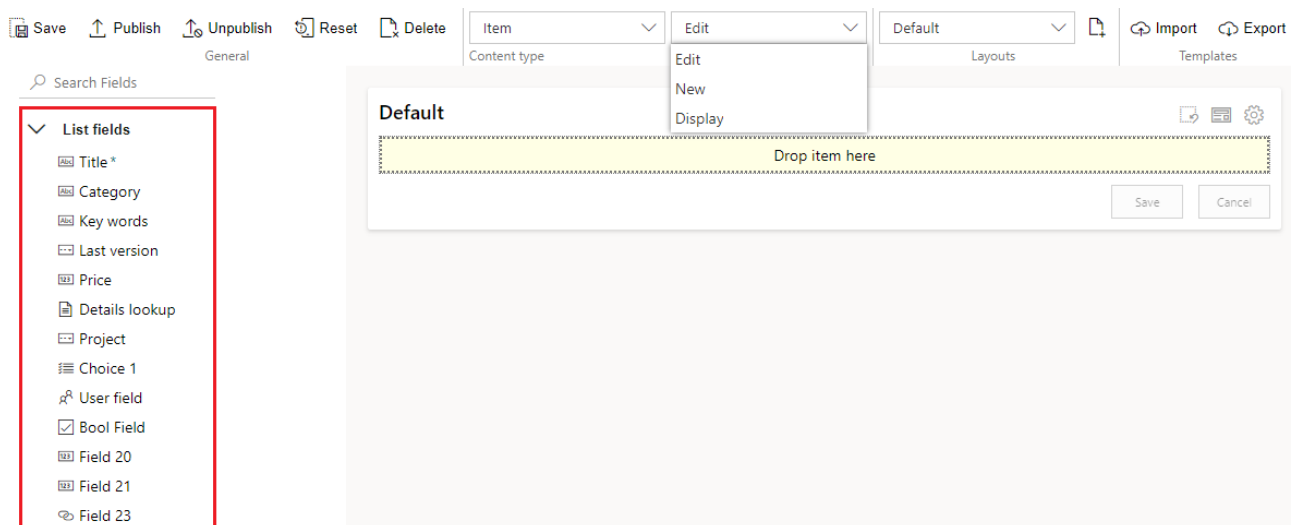 Save Publish Unpublish Reset Delete Item Edit Default Import Export
General Content type Layouts Templates
Edit
New
Display
Search Fields
List fields
Title *
Category
Key words
Last version
Price
Details lookup
Project
Choice 1
User field
Bool Field
Field 20
Field 21
Field 23
Default
Drop item here
Save Cancel